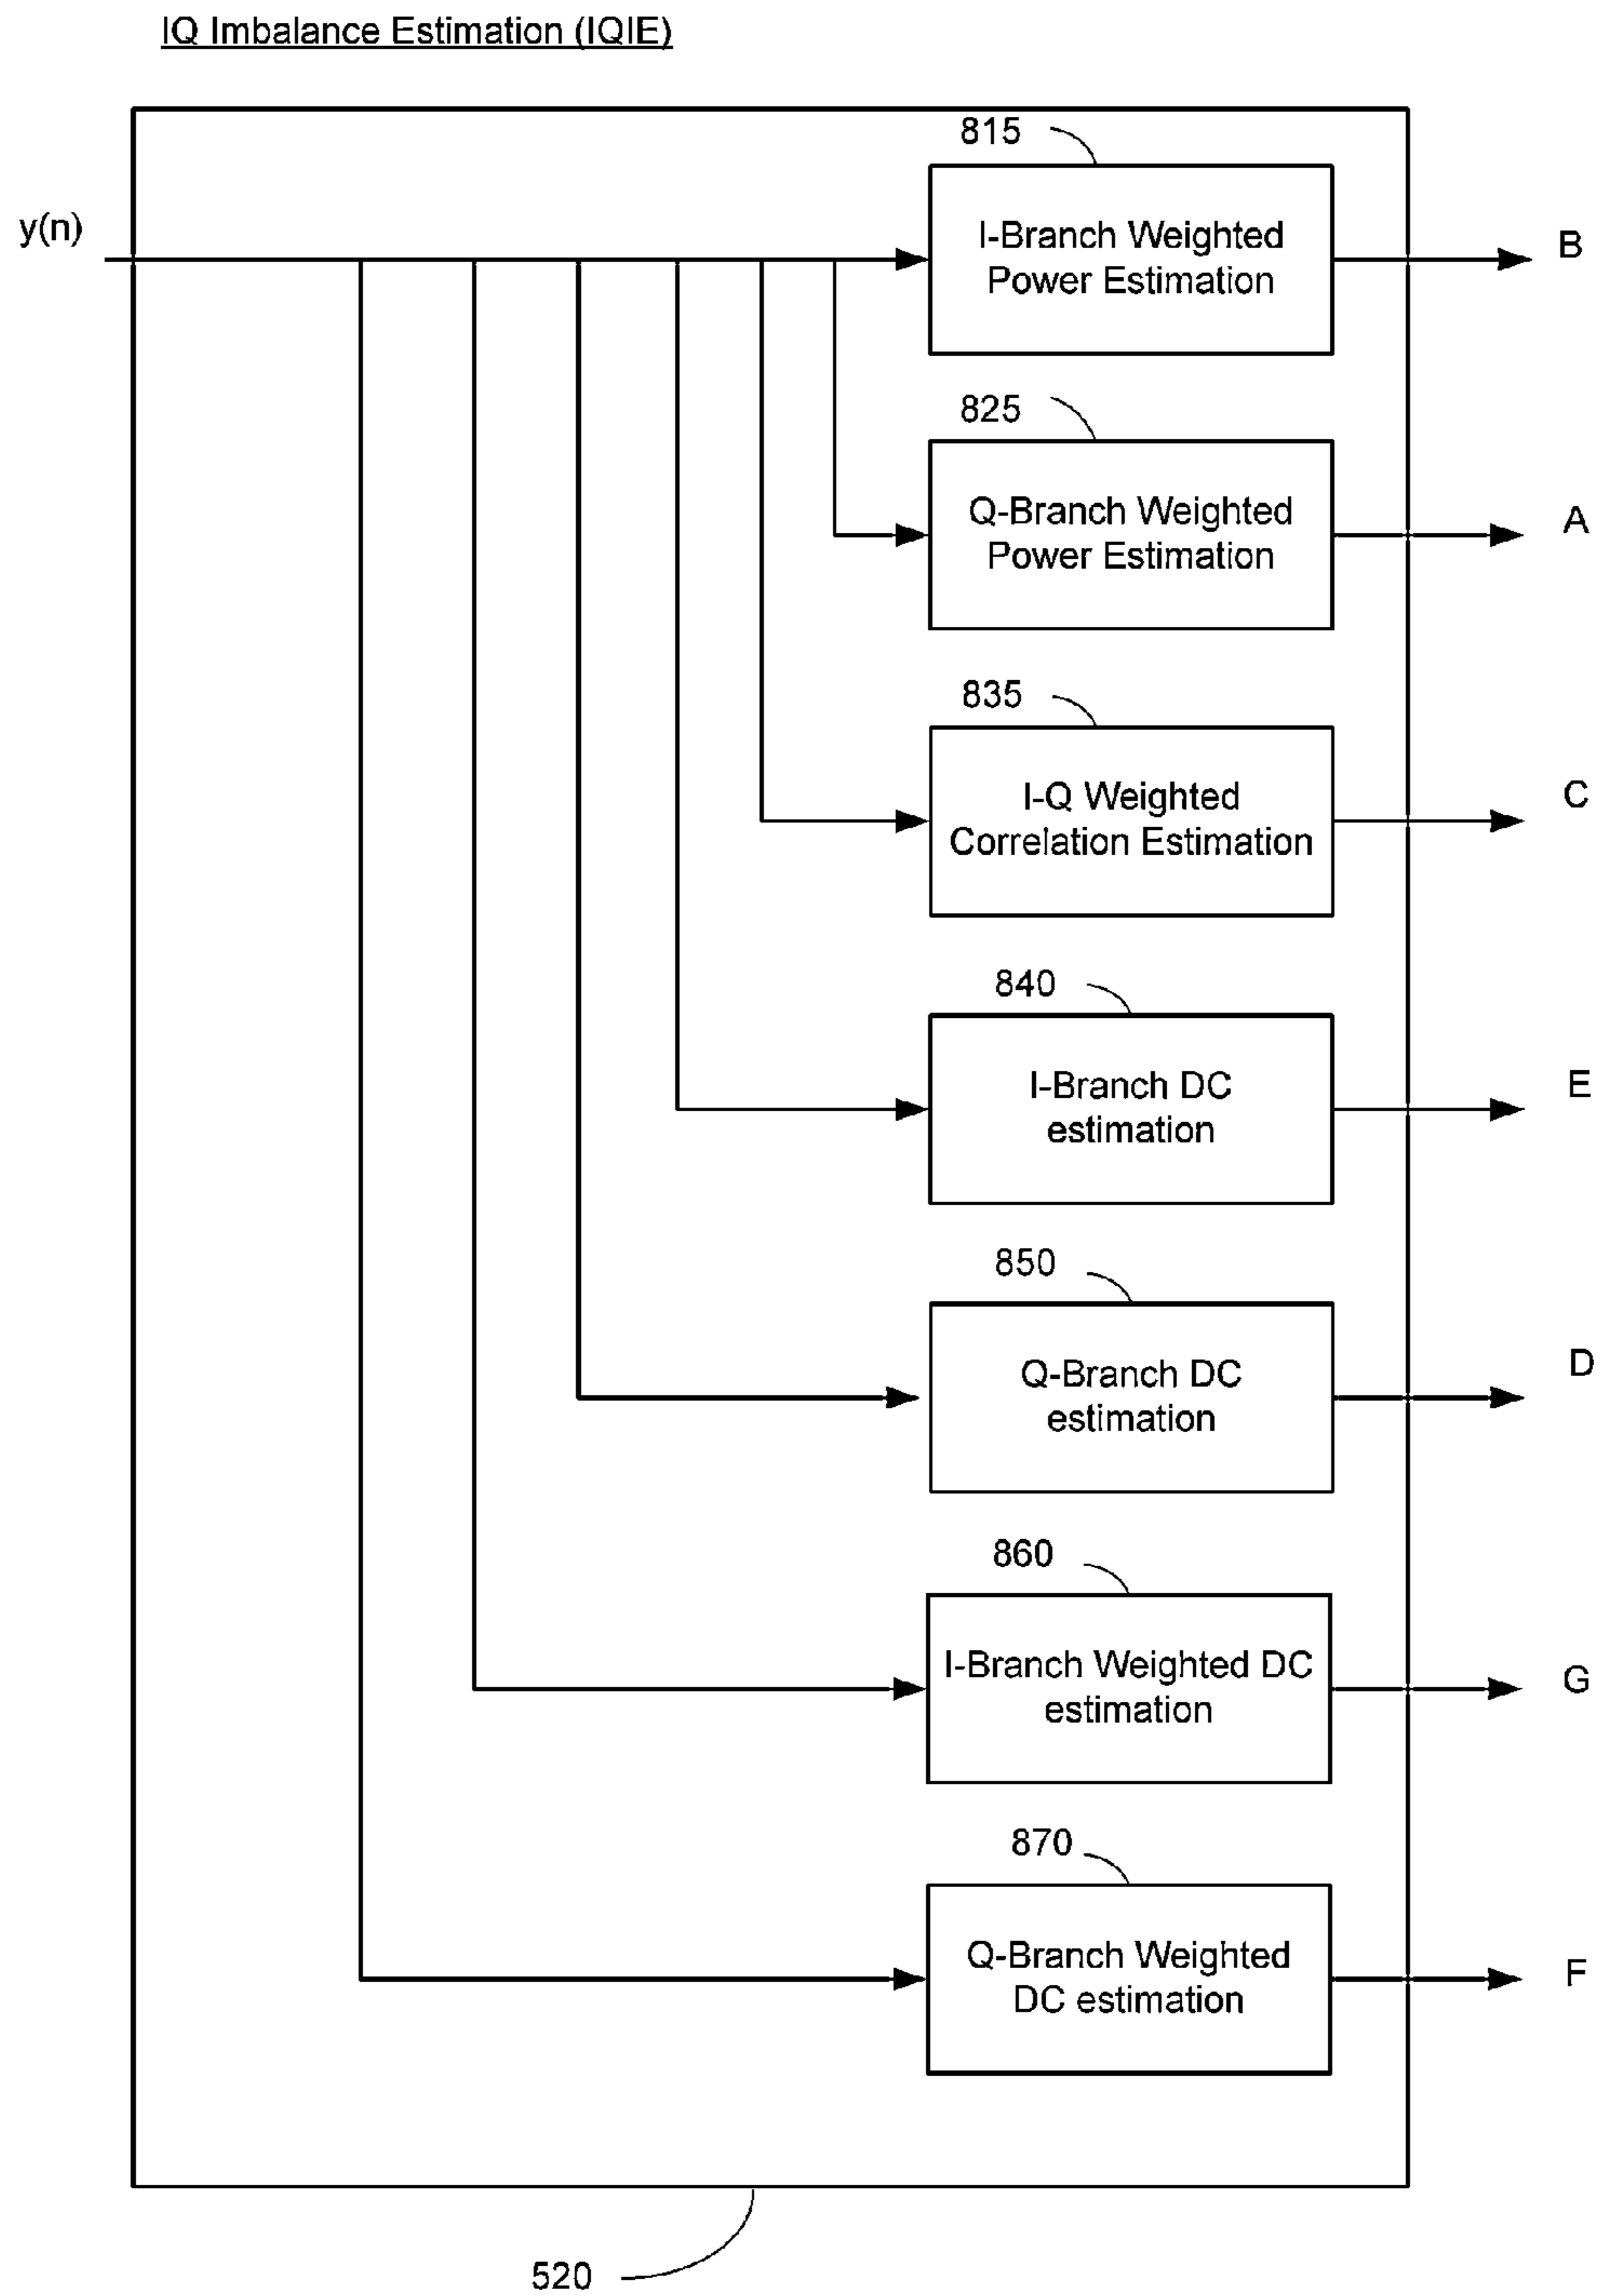 IQ Imbalance Estimation (IQIE)
815
y(n)
I-Branch Weighted
Power Estimation
B
825
Q-Branch Weighted
Power Estimation
A
835
I-Q Weighted
Correlation Estimation
C
840
I-Branch DC
estimation
E
850
Q-Branch DC
estimation
D
860
I-Branch Weighted DC
estimation
G
870
Q-Branch Weighted
DC estimation
F
520